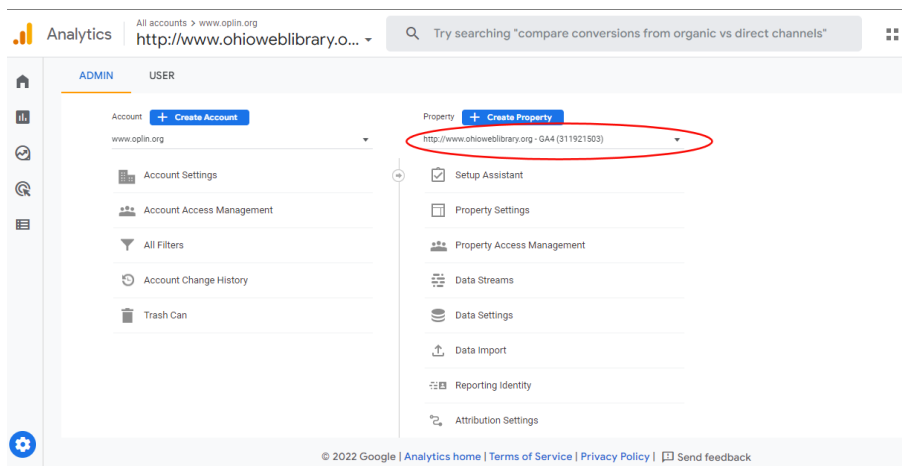 All accounts > www.oplin.org
Analytics
http://www.ohioweblibrary.o...
Try searching "compare conversions from organic vs direct channels"
ADMIN
USER
Account
+ Create Account
www.oplin.org
Account Settings
Account Access Management
All Filters
Account Change History
Trash Can
Property
+ Create Property
http://www.ohioweblibrary.org - GA4 (311921503)
Setup Assistant
Property Settings
Property Access Management
Data Streams
Data Settings
Data Import
Reporting Identity
Attribution Settings
© 2022 Google | Analytics home | Terms of Service | Privacy Policy | Send feedback